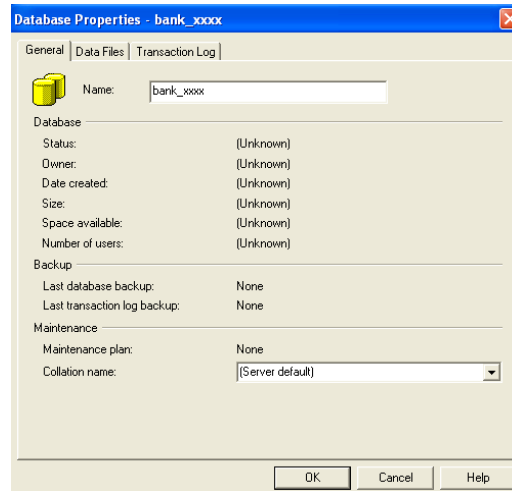 Database Properties - bank_xxxx
General Data Files Transaction Log
Name: bank_xxxx
Database
Status: (Unknown)
Owner: (Unknown)
Date created: (Unknown)
Size: (Unknown)
Space available: (Unknown)
Number of users: (Unknown)
Backup
Last database backup: None
Last transaction log backup: None
Maintenance
Maintenance plan: None
Collation name: (Server default)
OK Cancel Help